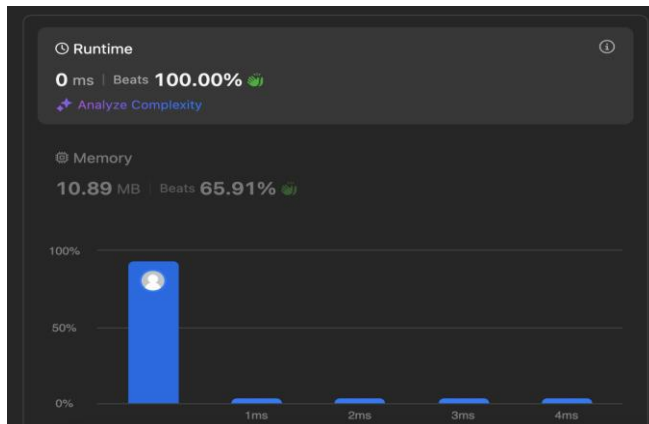 Runtime
0 ms | Beats 100.00%
Analyze Complexity
Memory
10.89 MB | Beats 65.91%
100%
50%
0%
1ms 2ms 3ms 4ms